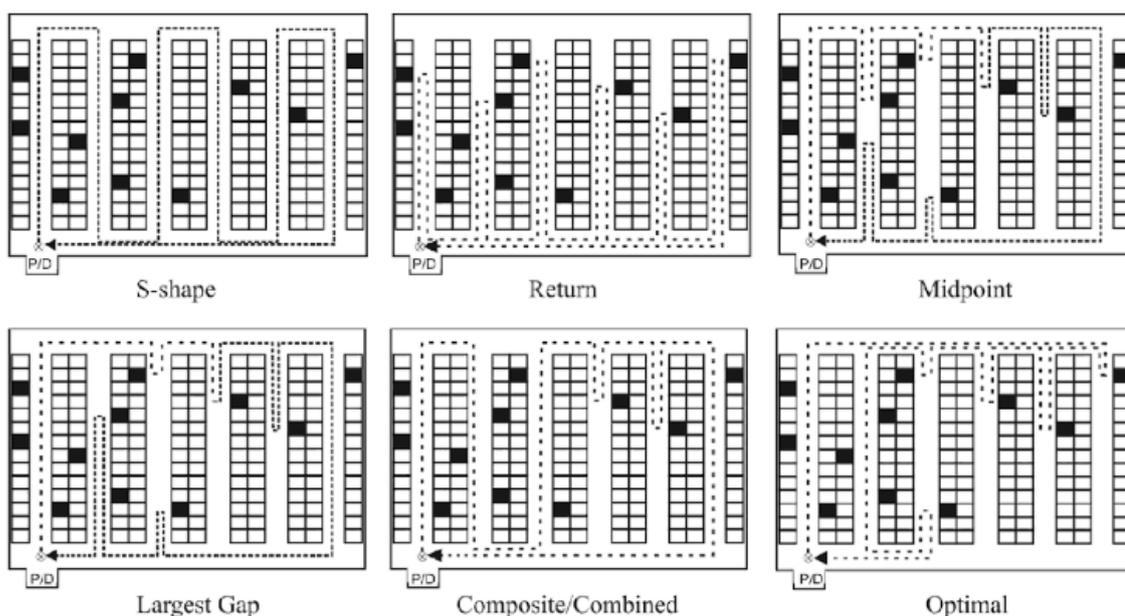 P/D P/D P/D
S-shape Return Midpoint
P/D P/D P/D
Largest Gap Composite/Combined Optimal